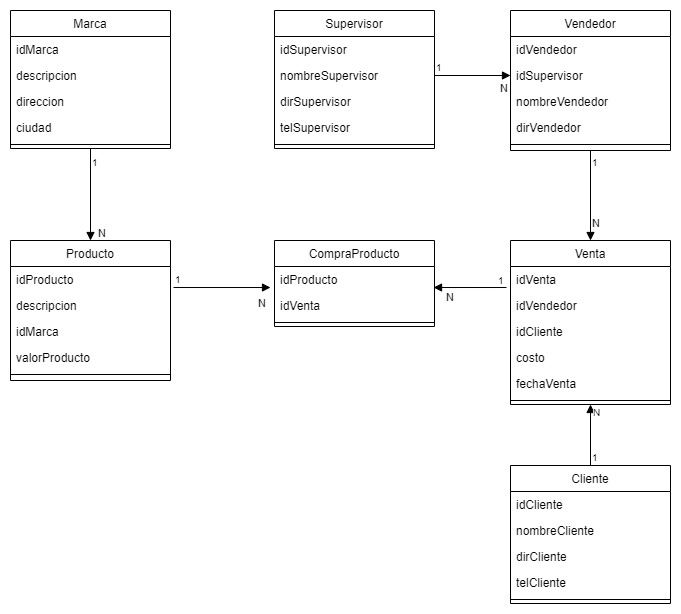 Marca
idMarca
descripcion
direccion
ciudad
1
N
Supervisor
idSupervisor
nombreSupervisor
dirSupervisor
telSupervisor
1
N
Vendedor
idVendedor
idSupervisor
nombreVendedor
dirVendedor
1
N
Producto
idProducto
descripcion
idMarca
valorProducto
1
N
CompraProducto
idProducto
idVenta
N
1
Venta
idVenta
idVendedor
idCliente
costo
fechaVenta
N
1
Cliente
idCliente
nombreCliente
dirCliente
telCliente